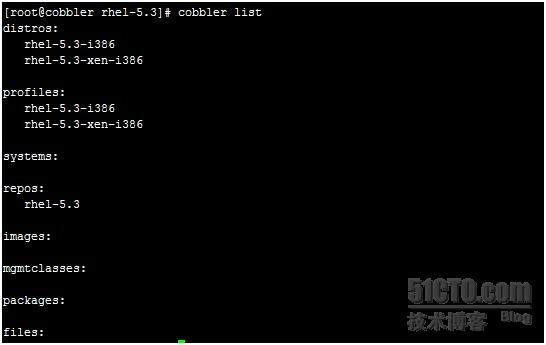 [root@cobbler rhel-5.3]# cobbler list
distros:
rhel-5.3-i386
rhel-5.3-xen-i386
profiles:
rhel-5.3-i386
rhel-5.3-xen-i386
systems:
repos:
rhel-5.3
images:
mgmtclasses:
packages:
files:
51CTO.com
技术博客 Blog